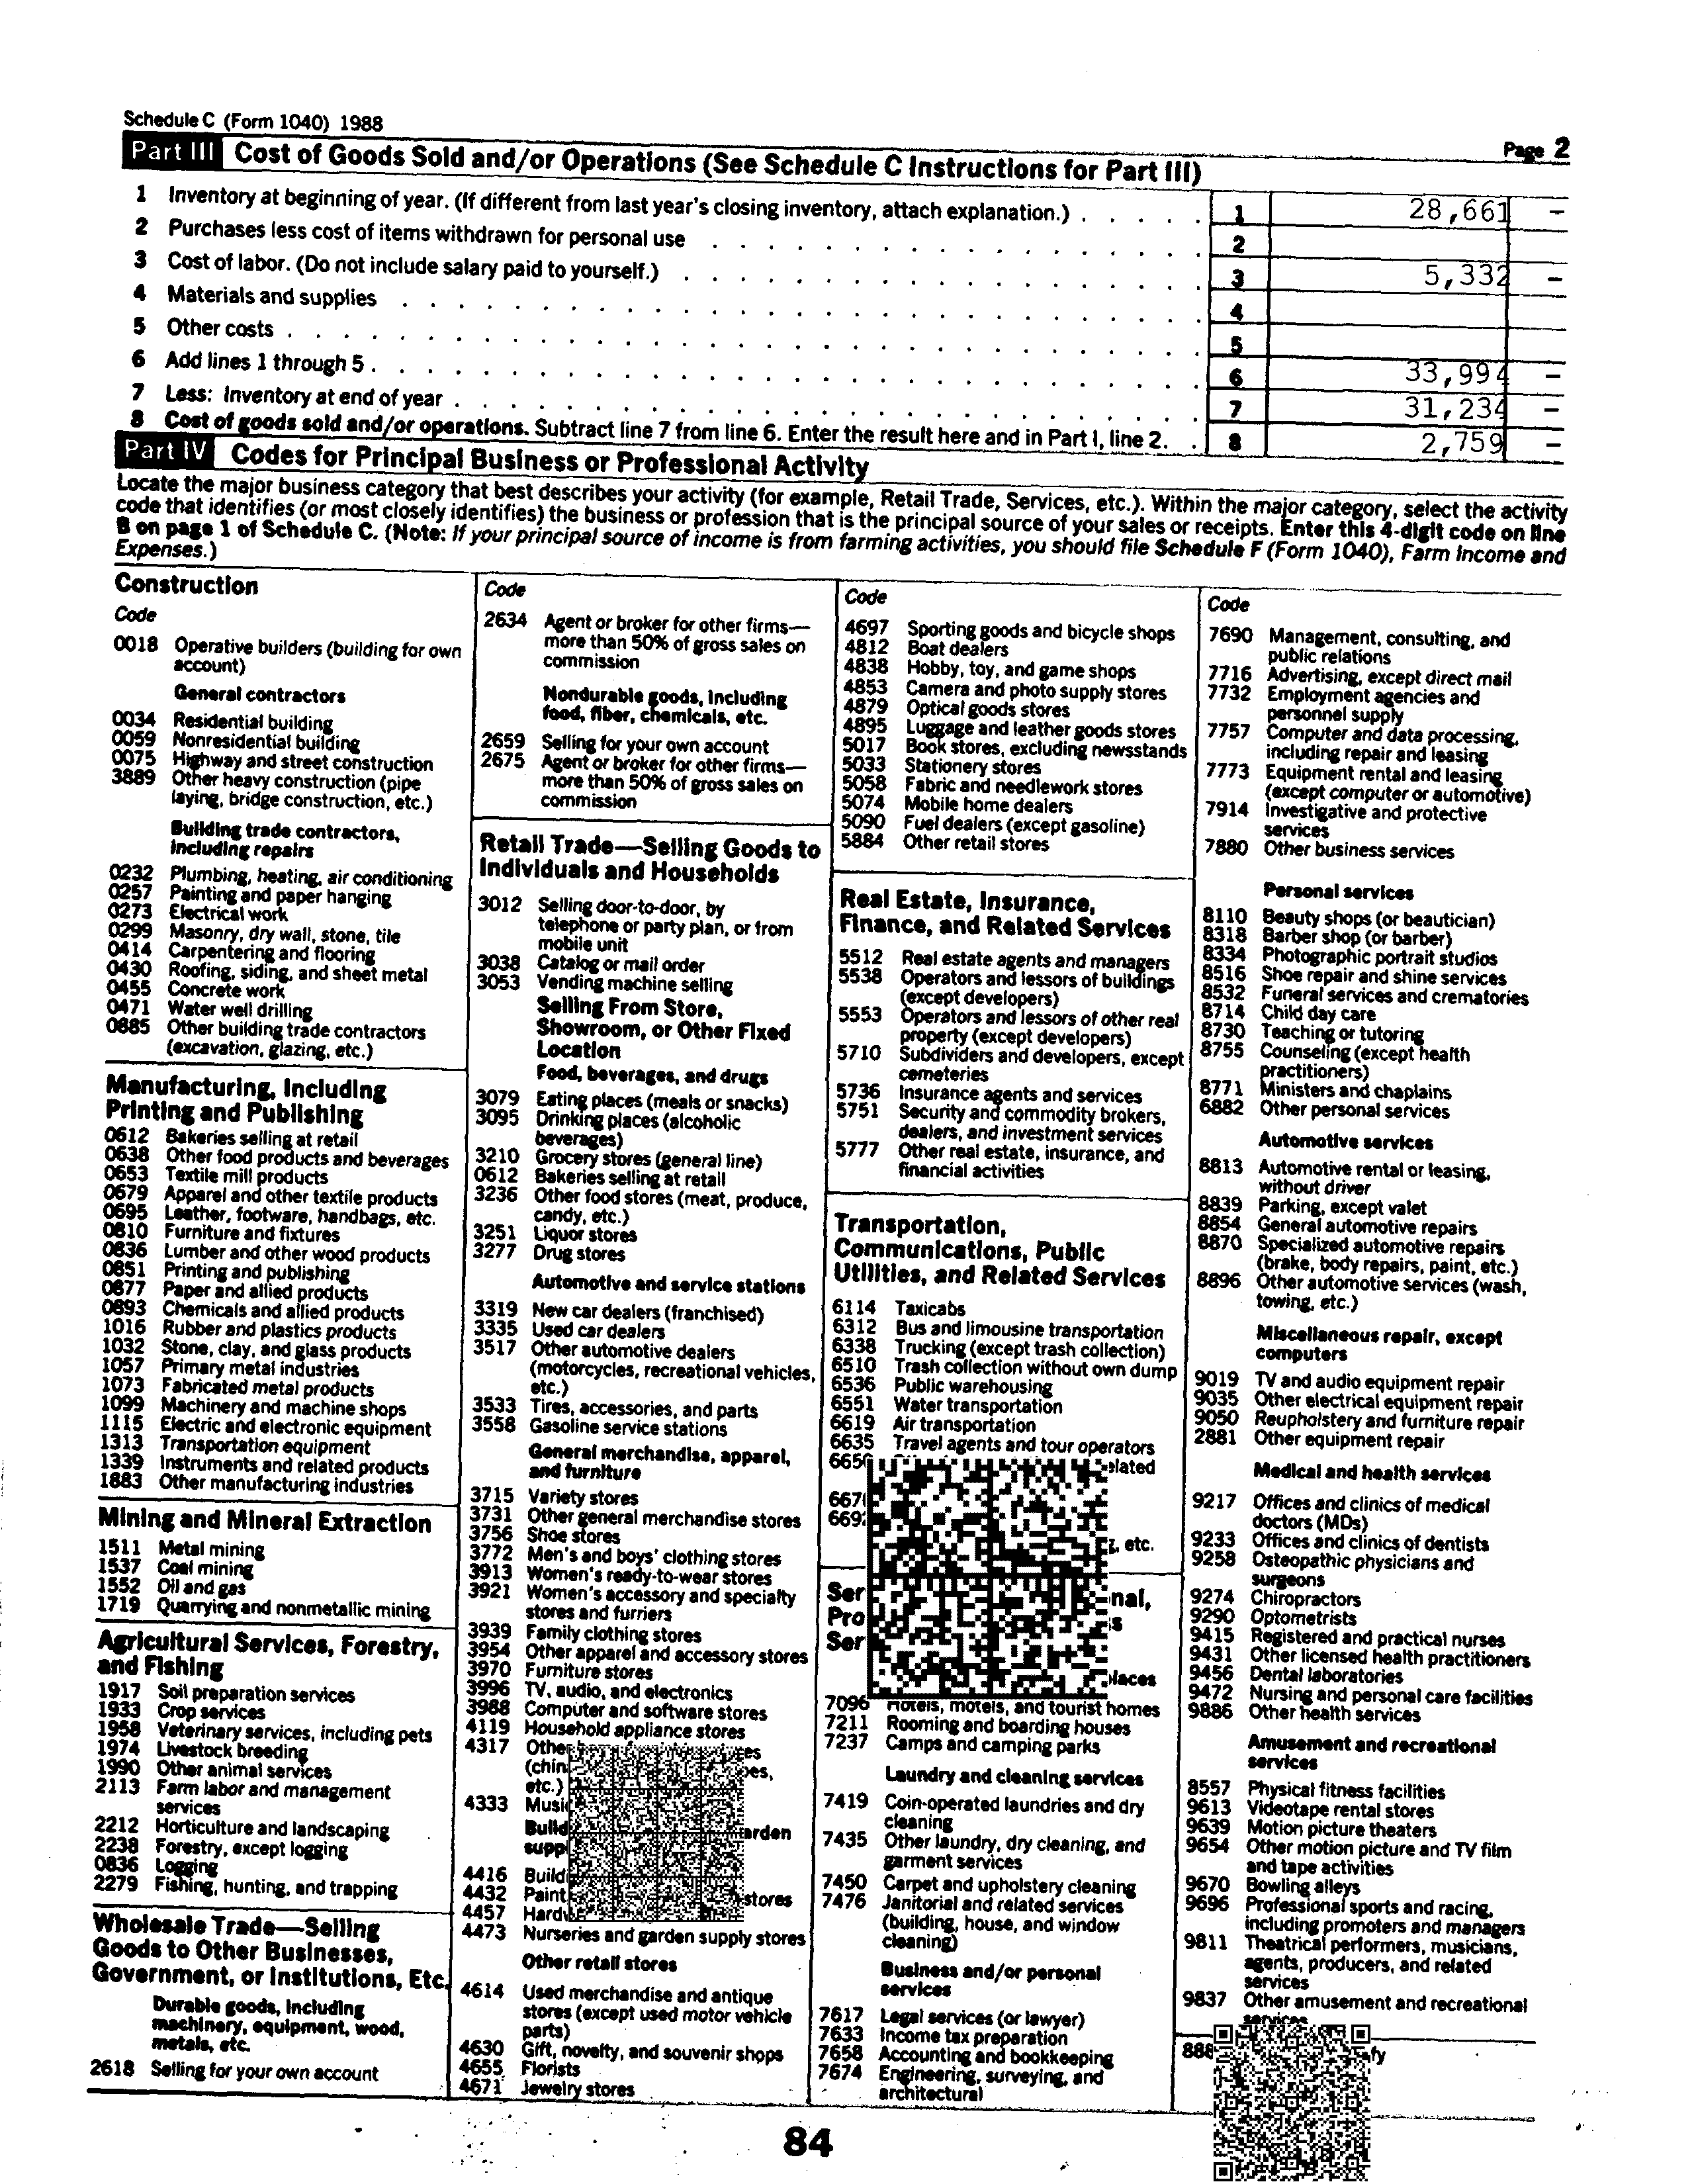 Schedule C (Form 1040) 1988
Page 2
Part III Cost of Goods Sold and/or Operations (See Schedule C Instructions for Part III)
1 Inventory at beginning of year. (If different from last year's closing inventory, attach explanation.) . . . . . 1 28,661 –
2 Purchases less cost of items withdrawn for personal use 2
3 Cost of labor. (Do not include salary paid to yourself.) 3 5,332 –
4 Materials and supplies 4
5 Other costs 5
6 Add lines 1 through 5 6 33,994 –
7 Less: Inventory at end of year 7 31,234 –
8 Cost of goods sold and/or operations. Subtract line 7 from line 6. Enter the result here and in Part I, line 2. . 8 2,759 –
Part IV Codes for Principal Business or Professional Activity
Locate the major business category that best describes your activity (for example, Retail Trade, Services, etc.). Within the major category, select the activity
code that identifies (or most closely identifies) the business or profession that is the principal source of your sales or receipts. Enter this 4-digit code on line
B on page 1 of Schedule C. (Note: If your principal source of income is from farming activities, you should file Schedule F (Form 1040), Farm Income and
Expenses.)
Construction
Code
0018 Operative builders (building for own
account)
General contractors
0034 Residential building
0059 Nonresidential building
0075 Highway and street construction
3889 Other heavy construction (pipe
laying, bridge construction, etc.)
Building trade contractors,
including repairs
0232 Plumbing, heating, air conditioning
0257 Painting and paper hanging
0273 Electrical work
0299 Masonry, dry wall, stone, tile
0414 Carpentering and flooring
0430 Roofing, siding, and sheet metal
0455 Concrete work
0471 Water well drilling
0885 Other building trade contractors
(excavation, glazing, etc.)
Manufacturing, Including
Printing and Publishing
0612 Bakeries selling at retail
0638 Other food products and beverages
0653 Textile mill products
0679 Apparel and other textile products
0695 Leather, footware, handbags, etc.
0810 Furniture and fixtures
0836 Lumber and other wood products
0851 Printing and publishing
0877 Paper and allied products
0893 Chemicals and allied products
1016 Rubber and plastics products
1032 Stone, clay, and glass products
1057 Primary metal industries
1073 Fabricated metal products
1099 Machinery and machine shops
1115 Electric and electronic equipment
1313 Transportation equipment
1339 Instruments and related products
1883 Other manufacturing industries
Mining and Mineral Extraction
1511 Metal mining
1537 Coal mining
1552 Oil and gas
1719 Quarrying and nonmetallic mining
Agricultural Services, Forestry,
and Fishing
1917 Soil preparation services
1933 Crop services
1958 Veterinary services, including pets
1974 Livestock breeding
1990 Other animal services
2113 Farm labor and management
services
2212 Horticulture and landscaping
2238 Forestry, except logging
0836 Logging
2279 Fishing, hunting, and trapping
Wholesale Trade—Selling
Goods to Other Businesses,
Government, or Institutions, Etc.
Durable goods, including
machinery, equipment, wood,
metals, etc.
2618 Selling for your own account
Code
2634 Agent or broker for other firms—
more than 50% of gross sales on
commission
Nondurable goods, including
food, fiber, chemicals, etc.
2659 Selling for your own account
2675 Agent or broker for other firms—
more than 50% of gross sales on
commission
Retail Trade—Selling Goods to
Individuals and Households
3012 Selling door-to-door, by
telephone or party plan, or from
mobile unit
3038 Catalog or mail order
3053 Vending machine selling
Selling From Store,
Showroom, or Other Fixed
Location
Food, beverages, and drugs
3079 Eating places (meals or snacks)
3095 Drinking places (alcoholic
beverages)
3210 Grocery stores (general line)
0612 Bakeries selling at retail
3236 Other food stores (meat, produce,
candy, etc.)
3251 Liquor stores
3277 Drug stores
Automotive and service stations
3319 New car dealers (franchised)
3335 Used car dealers
3517 Other automotive dealers
(motorcycles, recreational vehicles,
etc.)
3533 Tires, accessories, and parts
3558 Gasoline service stations
General merchandise, apparel,
and furniture
3715 Variety stores
3731 Other general merchandise stores
3756 Shoe stores
3772 Men's and boys' clothing stores
3913 Women's ready-to-wear stores
3921 Women's accessory and specialty
stores and furriers
3939 Family clothing stores
3954 Other apparel and accessory stores
3970 Furniture stores
3996 TV, audio, and electronics
3988 Computer and software stores
4119 Household appliance stores
4317
etc.)
4333
4416
4432 Paint stores
4457
4473 Nurseries and garden supply stores
Other retail stores
4614 Used merchandise and antique
stores (except used motor vehicle
parts)
4630 Gift, novelty, and souvenir shops
4655 Florists
4671 Jewelry stores
Code
4697 Sporting goods and bicycle shops
4812 Boat dealers
4838 Hobby, toy, and game shops
4853 Camera and photo supply stores
4879 Optical goods stores
4895 Luggage and leather goods stores
5017 Book stores, excluding newsstands
5033 Stationery stores
5058 Fabric and needlework stores
5074 Mobile home dealers
5090 Fuel dealers (except gasoline)
5884 Other retail stores
Real Estate, Insurance,
Finance, and Related Services
5512 Real estate agents and managers
5538 Operators and lessors of buildings
(except developers)
5553 Operators and lessors of other real
property (except developers)
5710 Subdividers and developers, except
cemeteries
5736 Insurance agents and services
5751 Security and commodity brokers,
dealers, and investment services
5777 Other real estate, insurance, and
financial activities
Transportation,
Communications, Public
Utilities, and Related Services
6114 Taxicabs
6312 Bus and limousine transportation
6338 Trucking (except trash collection)
6510 Trash collection without own dump
6536 Public warehousing
6551 Water transportation
6619 Air transportation
6635 Travel agents and tour operators
etc.
7096 Hotels, motels, and tourist homes
7211 Rooming and boarding houses
7237 Camps and camping parks
Laundry and cleaning services
7419 Coin-operated laundries and dry
cleaning
7435 Other laundry, dry cleaning, and
garment services
7450 Carpet and upholstery cleaning
7476 Janitorial and related services
(building, house, and window
cleaning)
Business and/or personal
services
7617 Legal services (or lawyer)
7633 Income tax preparation
7658 Accounting and bookkeeping
7674 Engineering, surveying, and
architectural
Code
7690 Management, consulting, and
public relations
7716 Advertising, except direct mail
7732 Employment agencies and
personnel supply
7757 Computer and data processing,
including repair and leasing
7773 Equipment rental and leasing
(except computer or automotive)
7914 Investigative and protective
services
7880 Other business services
Personal services
8110 Beauty shops (or beautician)
8318 Barber shop (or barber)
8334 Photographic portrait studios
8516 Shoe repair and shine services
8532 Funeral services and crematories
8714 Child day care
8730 Teaching or tutoring
8755 Counseling (except health
practitioners)
8771 Ministers and chaplains
6882 Other personal services
Automotive services
8813 Automotive rental or leasing,
without driver
8839 Parking, except valet
8854 General automotive repairs
8870 Specialized automotive repairs
(brake, body repairs, paint, etc.)
8896 Other automotive services (wash,
towing, etc.)
Miscellaneous repair, except
computers
9019 TV and audio equipment repair
9035 Other electrical equipment repair
9050 Reupholstery and furniture repair
2881 Other equipment repair
Medical and health services
9217 Offices and clinics of medical
doctors (MDs)
9233 Offices and clinics of dentists
9258 Osteopathic physicians and
surgeons
9274 Chiropractors
9290 Optometrists
9415 Registered and practical nurses
9431 Other licensed health practitioners
9456 Dental laboratories
9472 Nursing and personal care facilities
9886 Other health services
Amusement and recreational
services
8557 Physical fitness facilities
9613 Videotape rental stores
9639 Motion picture theaters
9654 Other motion picture and TV film
and tape activities
9670 Bowling alleys
9696 Professional sports and racing,
including promoters and managers
9811 Theatrical performers, musicians,
agents, producers, and related
services
9837 Other amusement and recreational
services
84